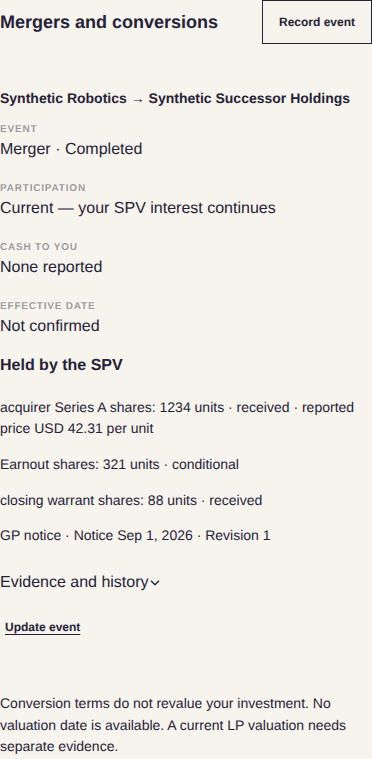 Mergers and conversions
Record event
Synthetic Robotics → Synthetic Successor Holdings
EVENT
Merger · Completed
PARTICIPATION
Current — your SPV interest continues
CASH TO YOU
None reported
EFFECTIVE DATE
Not confirmed
Held by the SPV
acquirer Series A shares: 1234 units · received · reported
price USD 42.31 per unit
Earnout shares: 321 units · conditional
closing warrant shares: 88 units · received
GP notice · Notice Sep 1, 2026 · Revision 1
Evidence and history
Update event
Conversion terms do not revalue your investment. No
valuation date is available. A current LP valuation needs
separate evidence.